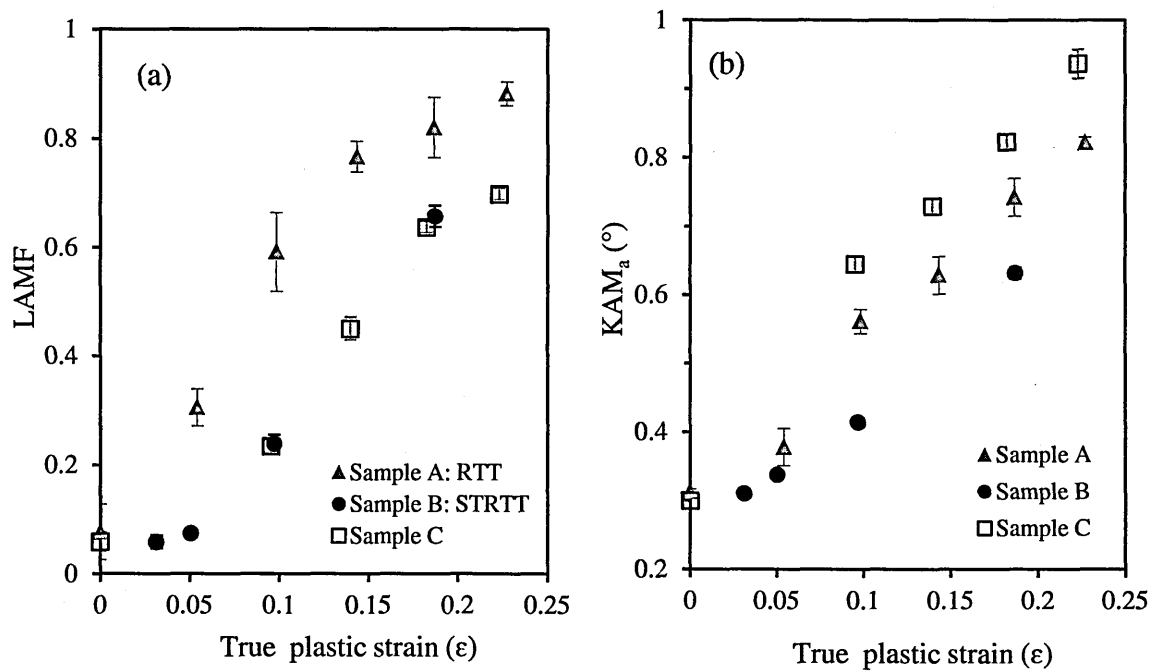 (a)
1
0.8
0.6
0.4
0.2
0
LAMF
0
0.05
0.1
0.15
0.2
0.25
True plastic strain (ε)
Sample A: RTT
Sample B: STRTT
Sample C
(b)
1
0.8
0.6
0.4
0.2
KAMₐ (°)
0
0.05
0.1
0.15
0.2
0.25
True plastic strain (ε)
Sample A
Sample B
Sample C